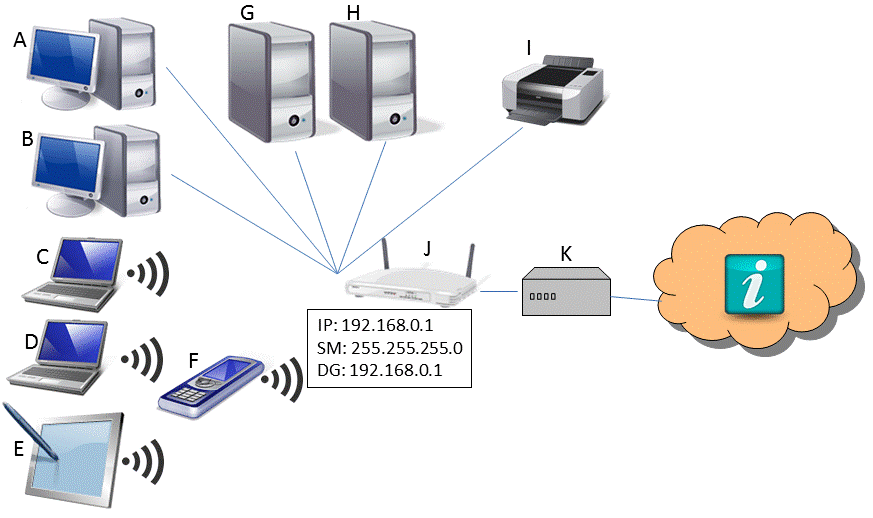 A
G
H
I
B
C
J
K
i
D
F
IP: 192.168.0.1
SM: 255.255.255.0
DG: 192.168.0.1
E